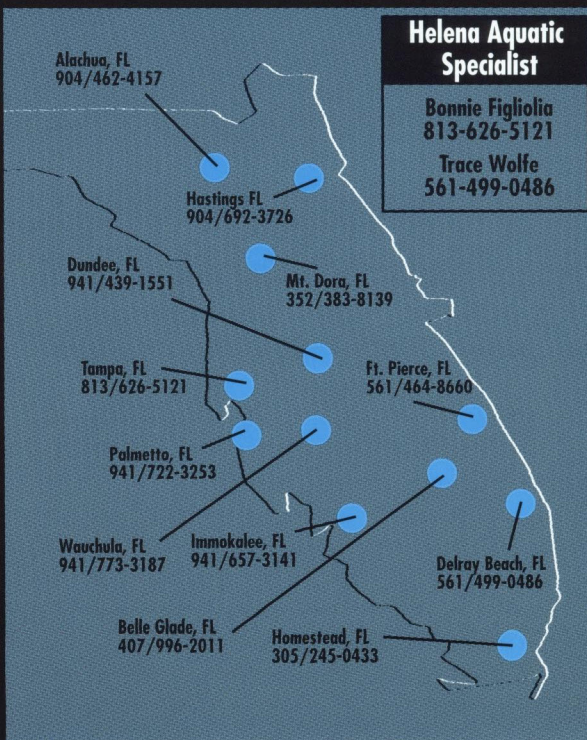 Helena Aquatic
Specialist
Bonnie Figliolia
813-626-5121
Trace Wolfe
561-499-0486
Alachua, FL
904/462-4157
Hastings FL
904/692-3726
Mt. Dora, FL
352/383-8139
Dundee, FL
941/439-1551
Tampa, FL
813/626-5121
Ft. Pierce, FL
561/464-8660
Palmetto, FL
941/722-3253
Wauchula, FL
941/773-3187
Immokalee, FL
941/657-3141
Delray Beach, FL
561/499-0486
Belle Glade, FL
407/996-2011
Homestead, FL
305/245-0433